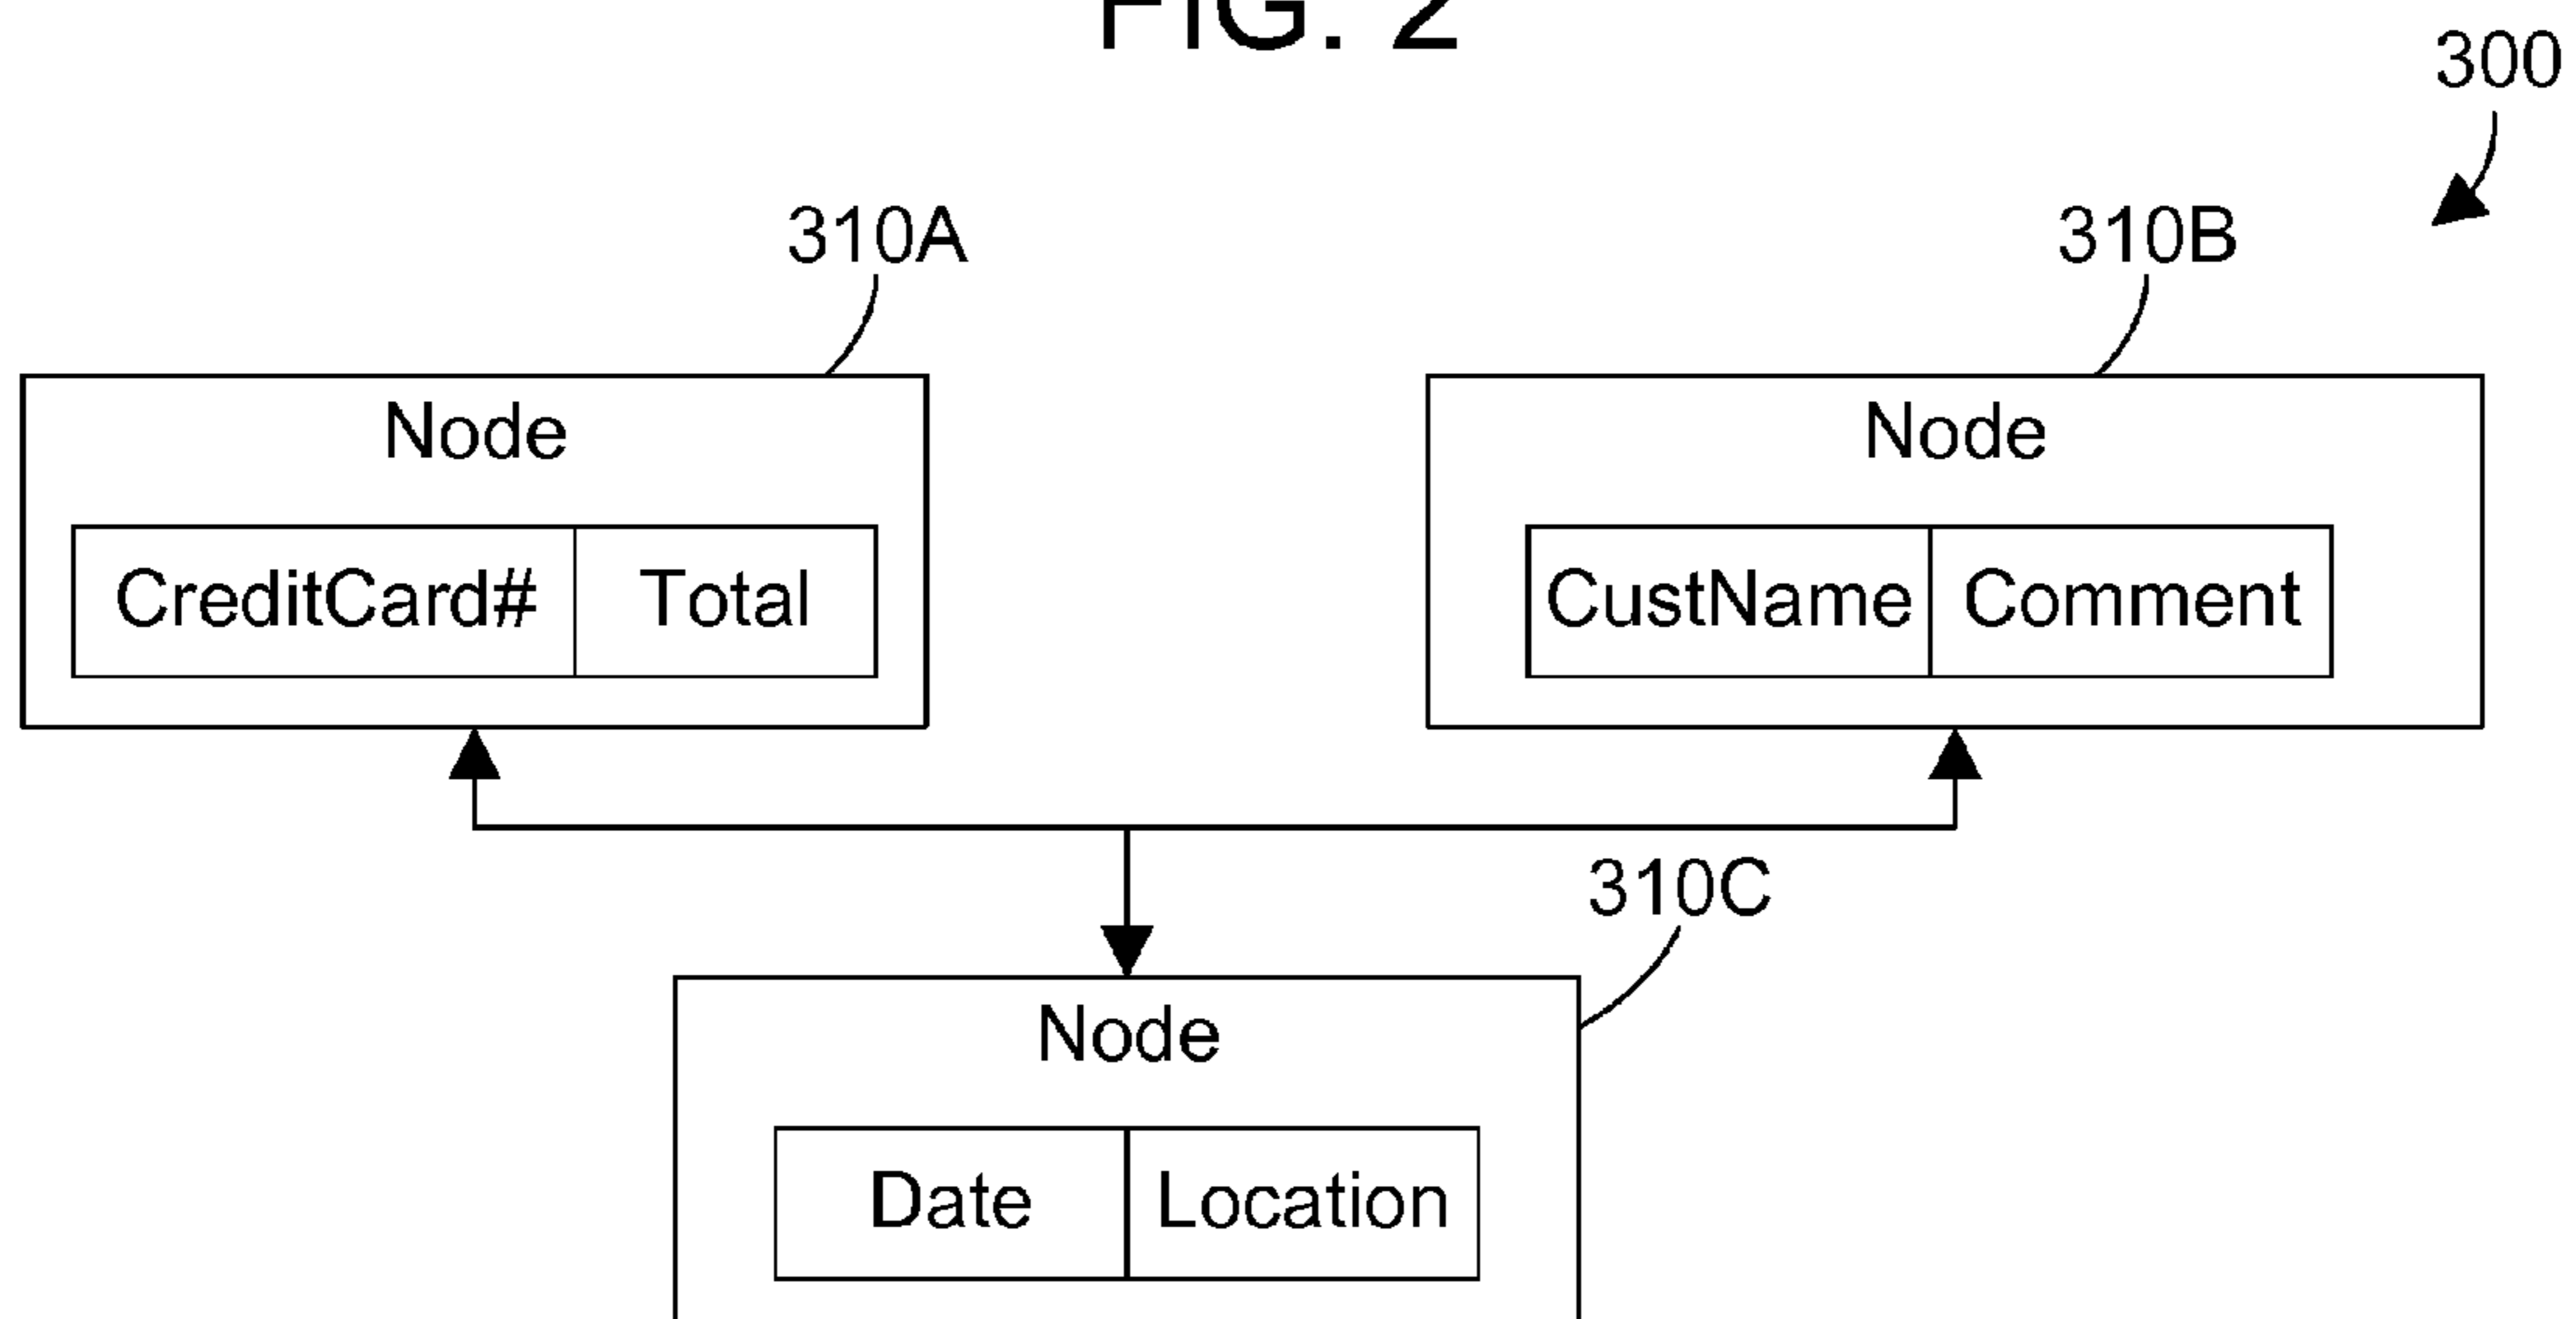 FIG. 2
300
310A
310B
Node
Node
CreditCard# Total
CustName Comment
310C
Node
Date Location